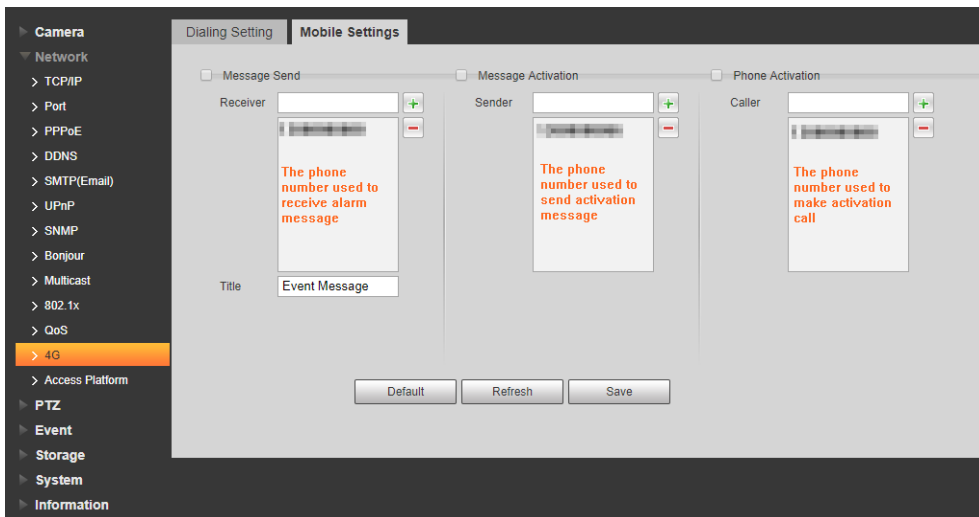 Camera
Network
TCP/IP
Port
PPPoE
DDNS
SMTP(Email)
UPnP
SNMP
Bonjour
Multicast
802.1x
QoS
4G
Access Platform
PTZ
Event
Storage
System
Information
Dialing Setting
Mobile Settings
Message Send
Receiver
The phone
number used to
receive alarm
message
Title
Event Message
Message Activation
Sender
The phone
number used to
send activation
message
Phone Activation
Caller
The phone
number used to
make activation
call
Default
Refresh
Save